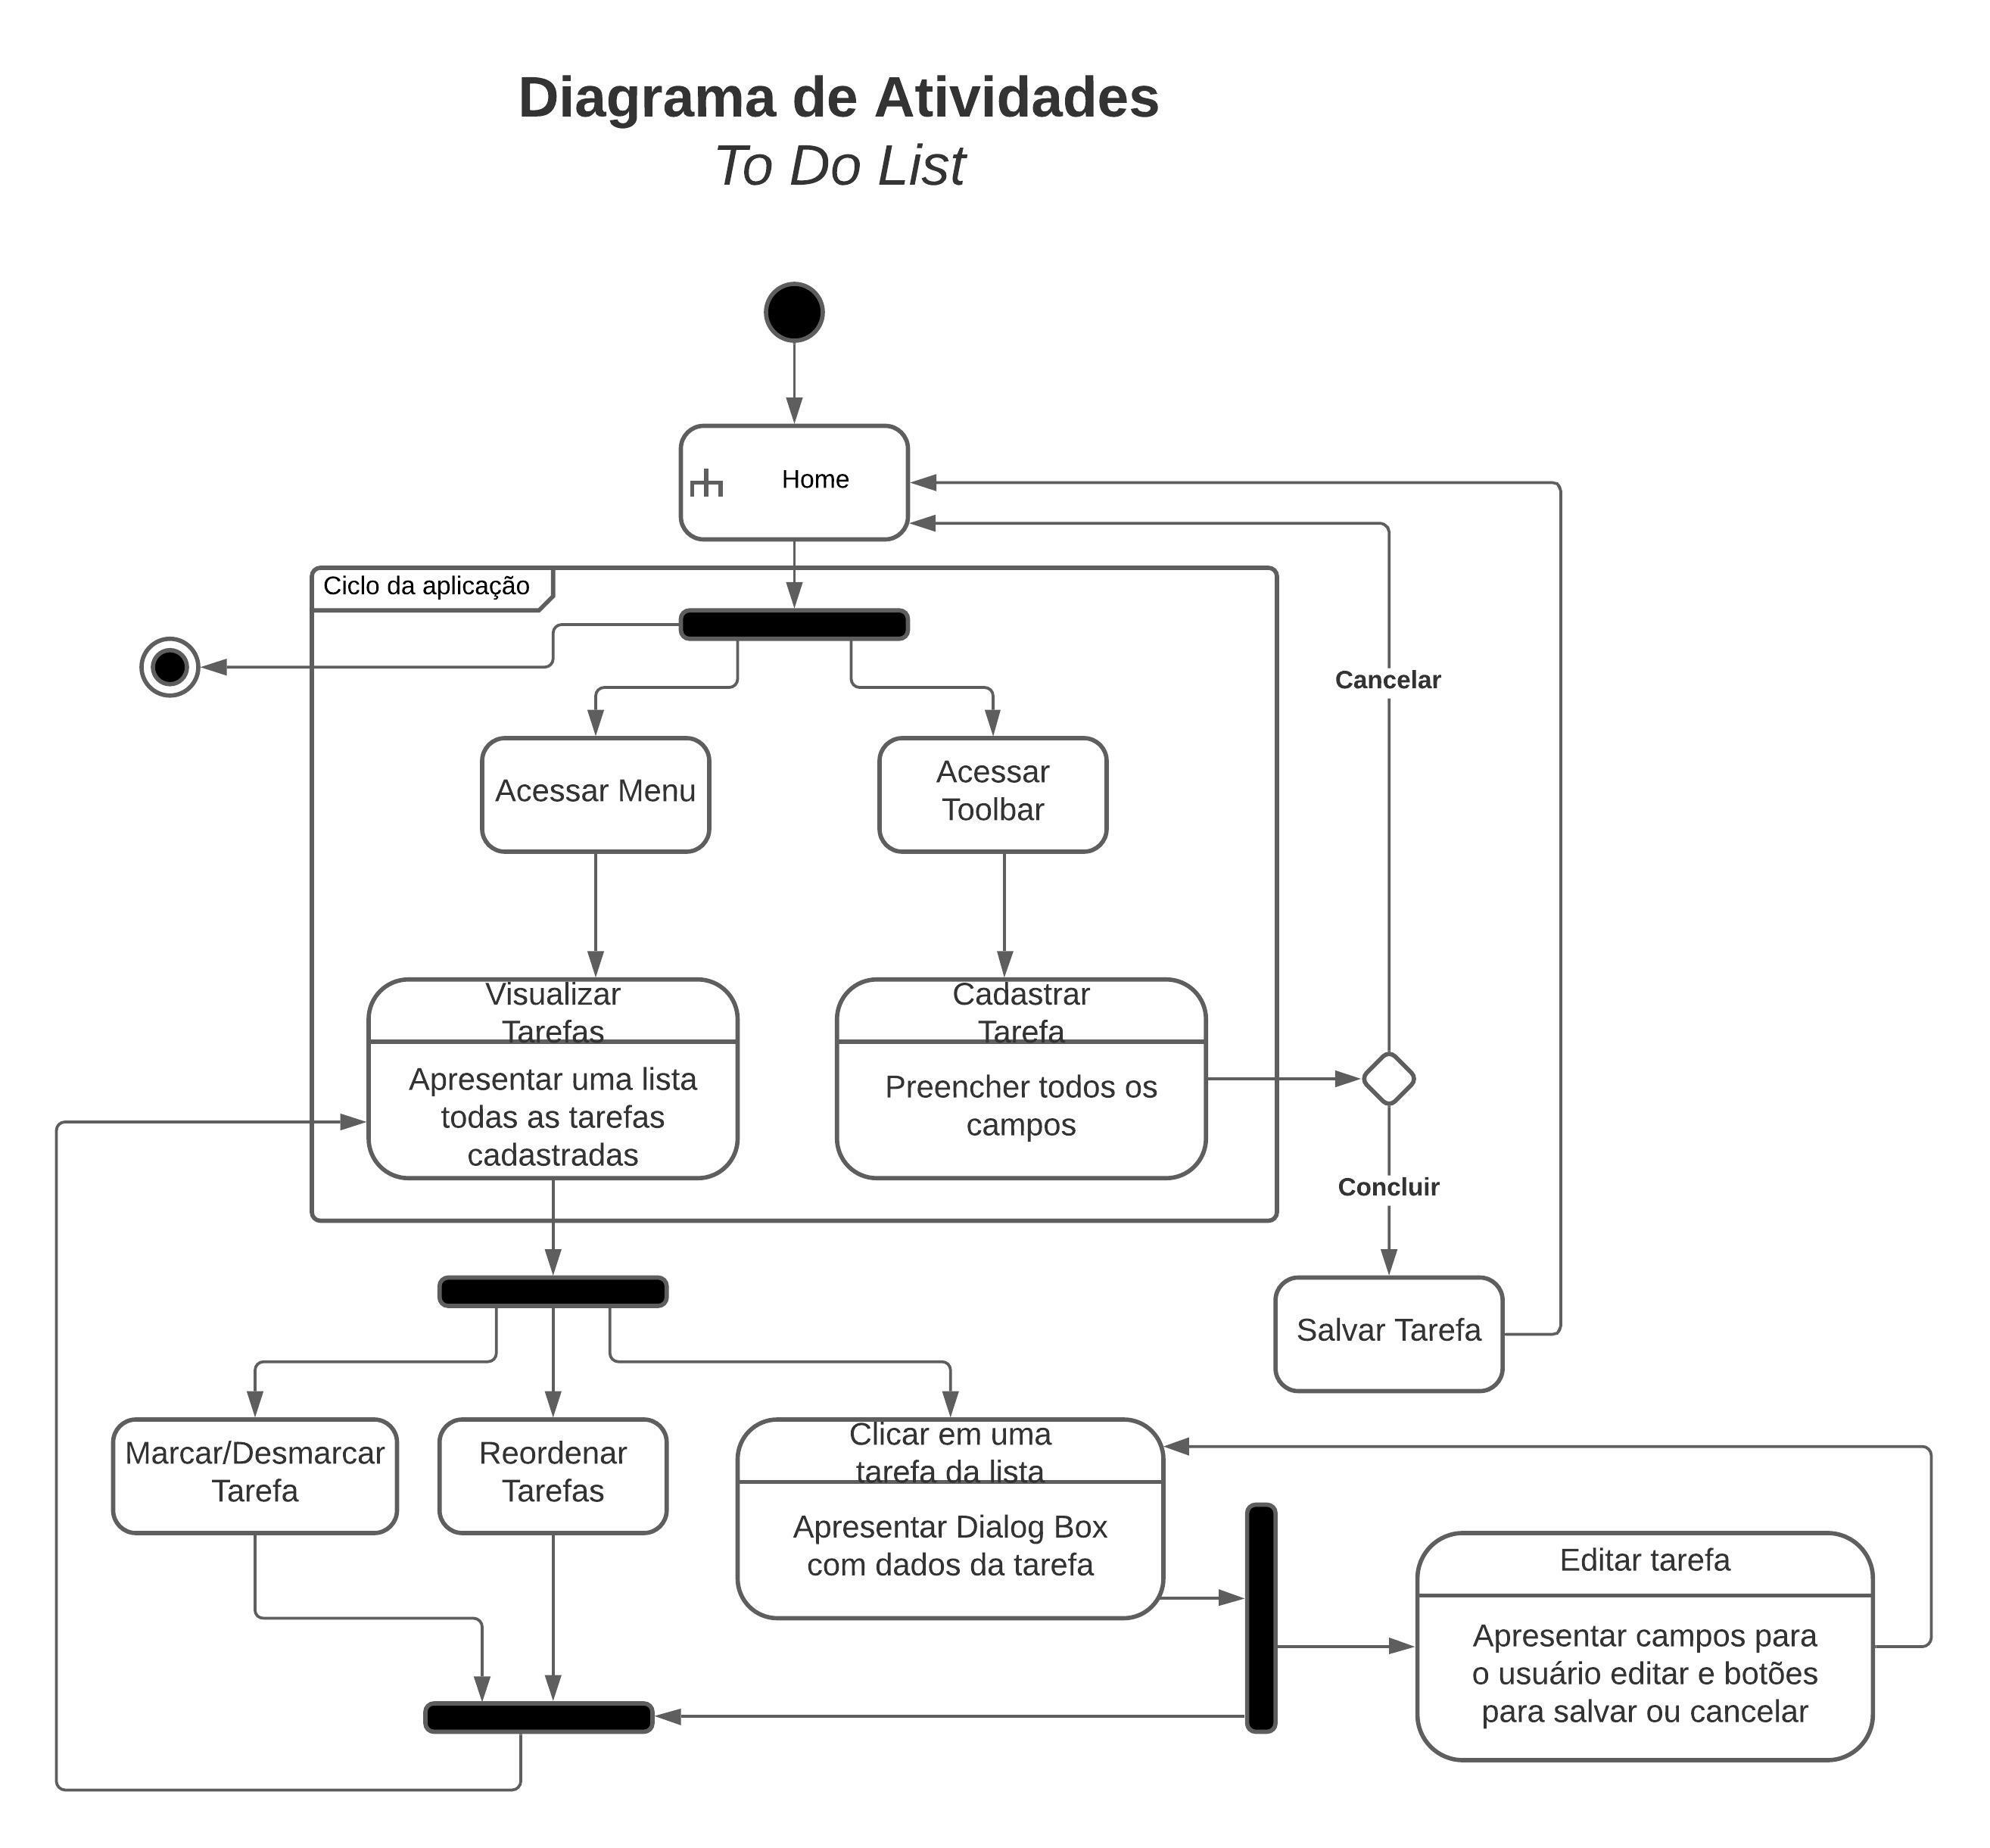 Diagrama de Atividades
To Do List
Home
Ciclo da aplicação
Cancelar
Acessar Menu
Acessar
Toolbar
Visualizar
Tarefas
Apresentar uma lista
todas as tarefas
cadastradas
Cadastrar
Tarefa
Preencher todos os
campos
Concluir
Salvar Tarefa
Marcar/Desmarcar
Tarefa
Reordenar
Tarefas
Clicar em uma
tarefa da lista
Apresentar Dialog Box
com dados da tarefa
Editar tarefa
Apresentar campos para
o usuário editar e botões
para salvar ou cancelar